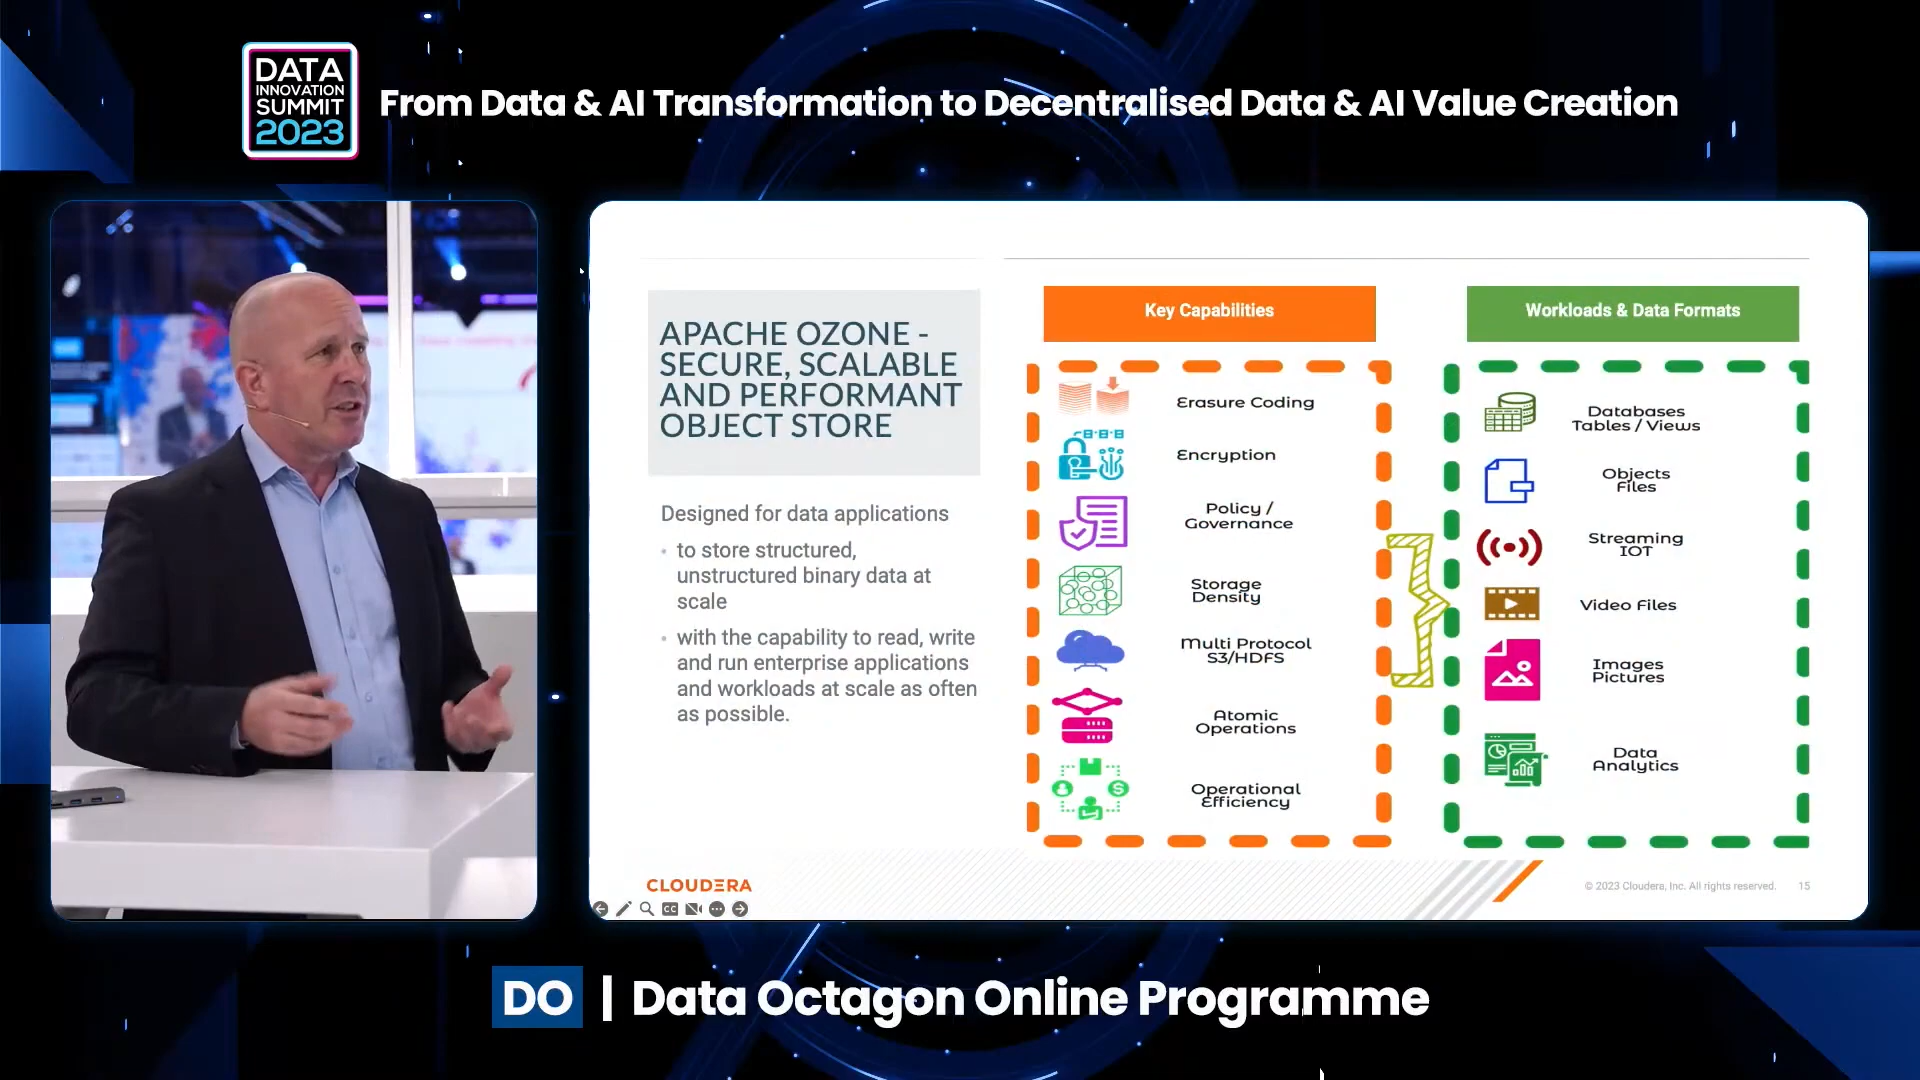 DATA
INNOVATION
SUMMIT
2023
From Data & AI Transformation to Decentralised Data & AI Value Creation
APACHE OZONE -
SECURE, SCALABLE
AND PERFORMANT
OBJECT STORE
Designed for data applications
to store structured,
unstructured binary data at
scale
with the capability to read, write
and run enterprise applications
and workloads at scale as often
as possible.
Key Capabilities
Erasure Coding
Encryption
Policy /
Governance
Storage
Density
Multi Protocol
S3/HDFS
Atomic
Operations
Operational
Efficiency
Workloads & Data Formats
Databases
Tables / Views
Objects
Files
Streaming
IOT
Video Files
Images
Pictures
Data
Analytics
CLOUDERA
© 2023 Cloudera, Inc. All rights reserved. 15
CC
DO | Data Octagon Online Programme